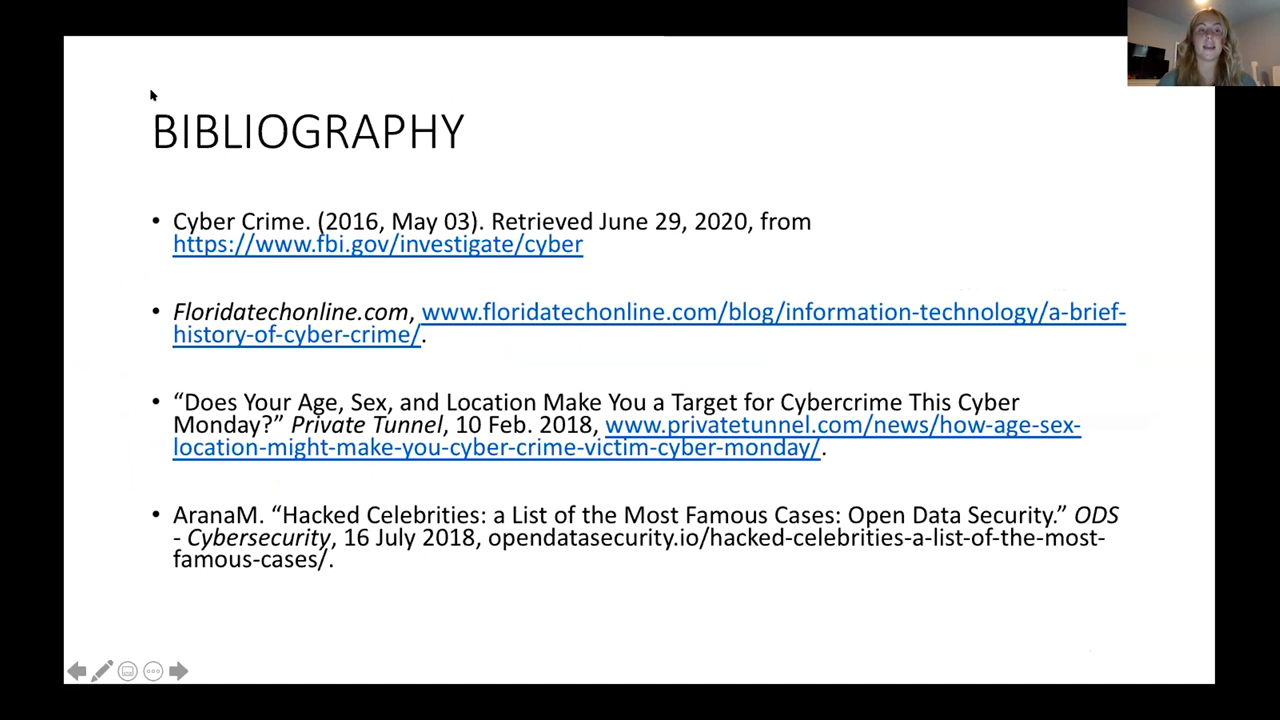 BIBLIOGRAPHY
• Cyber Crime. (2016, May 03). Retrieved June 29, 2020, from
https://www.fbi.gov/investigate/cyber
• Floridatechonline.com, www.floridatechonline.com/blog/information-technology/a-brief-
history-of-cyber-crime/.
• “Does Your Age, Sex, and Location Make You a Target for Cybercrime This Cyber
Monday?” Private Tunnel, 10 Feb. 2018, www.privatetunnel.com/news/how-age-sex-
location-might-make-you-cyber-crime-victim-cyber-monday/.
• AranaM. “Hacked Celebrities: a List of the Most Famous Cases: Open Data Security.” ODS
- Cybersecurity, 16 July 2018, opendatasecurity.io/hacked-celebrities-a-list-of-the-most-
famous-cases/.